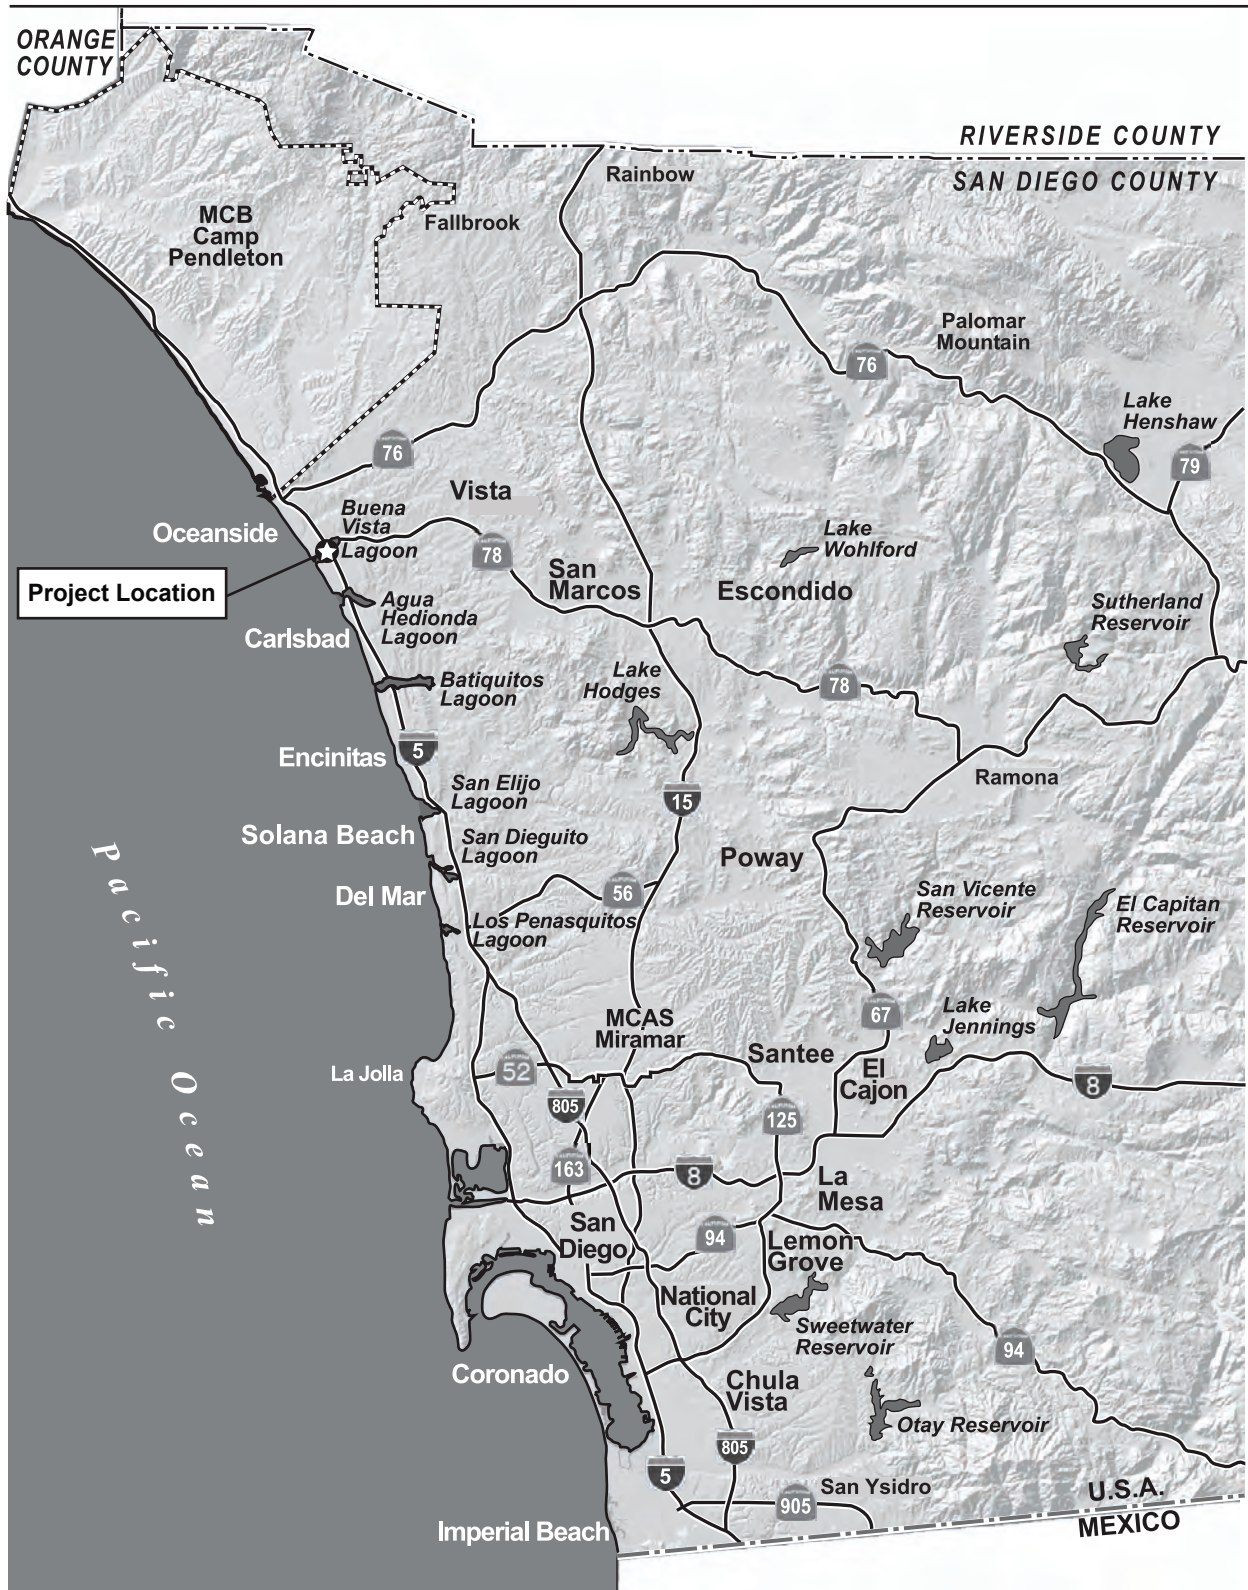 ORANGE
COUNTY
RIVERSIDE COUNTY
SAN DIEGO COUNTY
Rainbow
MCB
Camp
Pendleton
Fallbrook
Palomar
Mountain
76
Lake
Henshaw
79
76
Vista
Buena
Vista
Lagoon
Oceanside
78
Lake
Wohlford
Project Location
San
Marcos
Escondido
Agua
Hedionda
Lagoon
Sutherland
Reservoir
Carlsbad
Batiquitos
Lagoon
Lake
Hodges
78
Encinitas
5
San Elijo
Lagoon
15
Ramona
Solana Beach
San Dieguito
Lagoon
Poway
Del Mar
56
San Vicente
Reservoir
El Capitan
Reservoir
Los Penasquitos
Lagoon
Pacific Ocean
MCAS
Miramar
67
Lake
Jennings
La Jolla
52
Santee
El
Cajon
8
805
125
163
8
La
Mesa
San
Diego
94
Lemon
Grove
National
City
Sweetwater
Reservoir
94
Coronado
Chula
Vista
Otay Reservoir
805
5
San Ysidro
905
U.S.A.
MEXICO
Imperial Beach